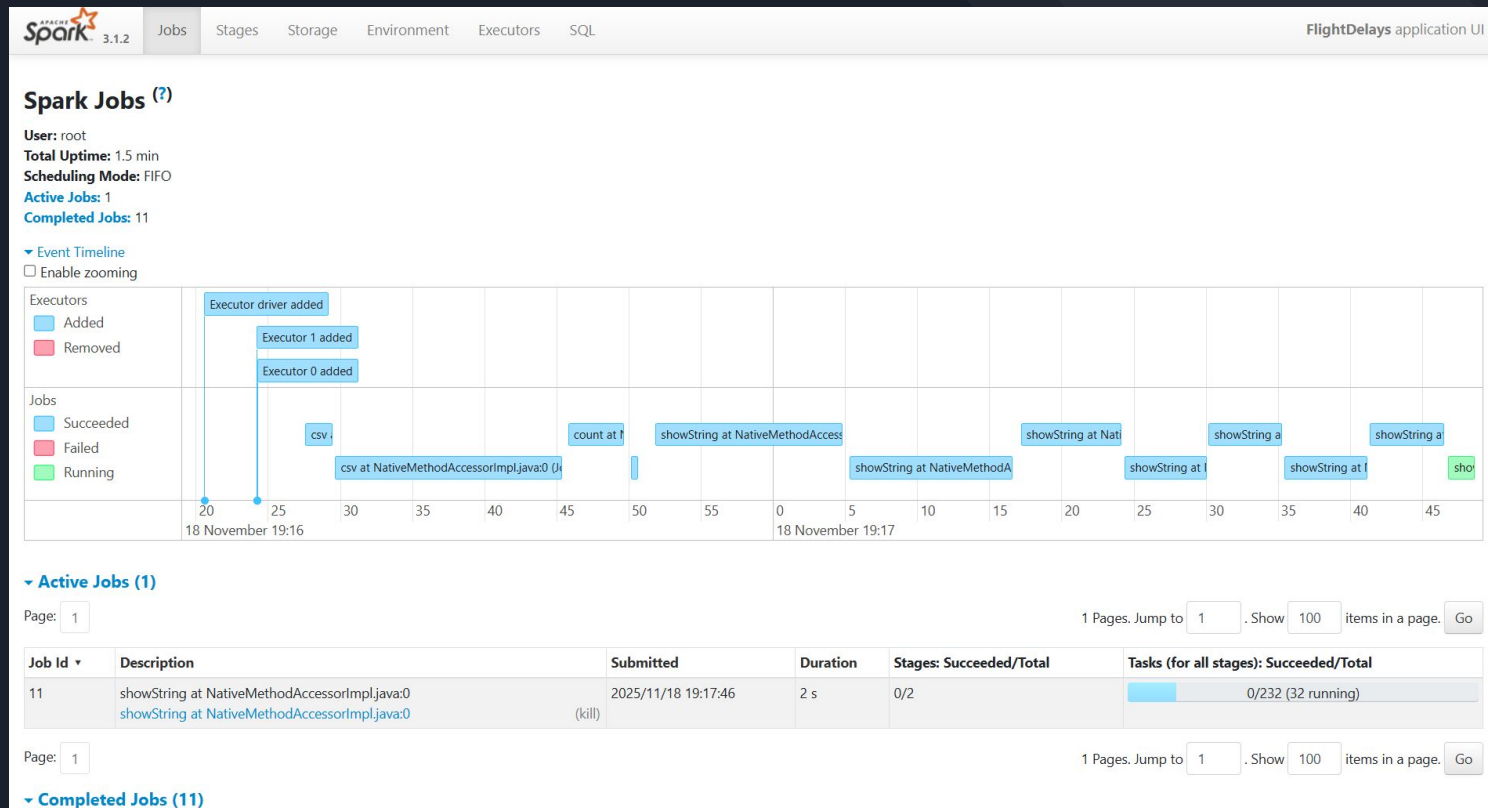 APACHE Spark 3.1.2 Jobs Stages Storage Environment Executors SQL FlightDelays application UI
Spark Jobs (?)
User: root
Total Uptime: 1.5 min
Scheduling Mode: FIFO
Active Jobs: 1
Completed Jobs: 11
Event Timeline
Enable zooming
Executors
Added
Removed
Executor driver added
Executor 1 added
Executor 0 added
Jobs
Succeeded
Failed
Running
csv count at showString at NativeMethodAccess showString at Nati showString a showString a
csv at NativeMethodAccessorImpl.java:0 showString at NativeMethodA showString at showString at sho
20 25 30 35 40 45 50 55 0 5 10 15 20 25 30 35 40 45
18 November 19:16 18 November 19:17
Active Jobs (1)
Page: 1 1 Pages. Jump to 1 . Show 100 items in a page. Go
Job Id ▾ Description Submitted Duration Stages: Succeeded/Total Tasks (for all stages): Succeeded/Total
11 showString at NativeMethodAccessorImpl.java:0 2025/11/18 19:17:46 2 s 0/2 0/232 (32 running)
showString at NativeMethodAccessorImpl.java:0 (kill)
Page: 1 1 Pages. Jump to 1 . Show 100 items in a page. Go
Completed Jobs (11)